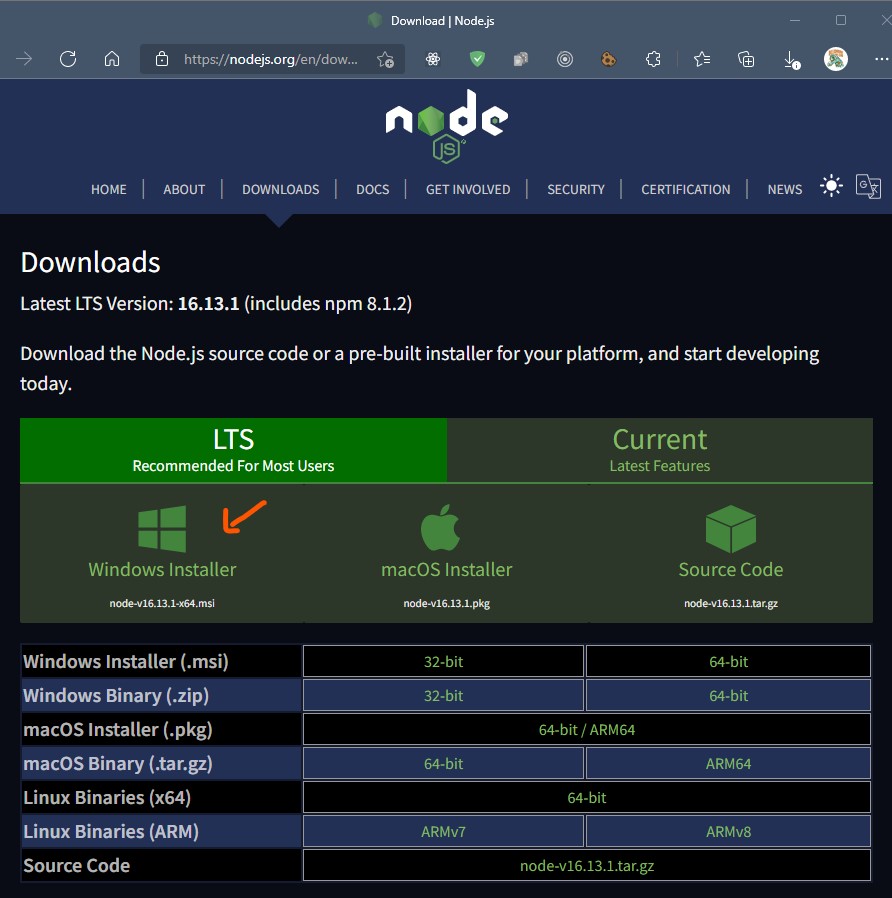 Download | Node.js
https://nodejs.org/en/dow...
node
JS
HOME | ABOUT | DOWNLOADS | DOCS | GET INVOLVED | SECURITY | CERTIFICATION | NEWS
Downloads
Latest LTS Version: 16.13.1 (includes npm 8.1.2)
Download the Node.js source code or a pre-built installer for your platform, and start developing
today.
LTS
Recommended For Most Users
Current
Latest Features
Windows Installer
node-v16.13.1-x64.msi
macOS Installer
node-v16.13.1.pkg
Source Code
node-v16.13.1.tar.gz
Windows Installer (.msi) 32-bit 64-bit
Windows Binary (.zip) 32-bit 64-bit
macOS Installer (.pkg) 64-bit / ARM64
macOS Binary (.tar.gz) 64-bit ARM64
Linux Binaries (x64) 64-bit
Linux Binaries (ARM) ARMv7 ARMv8
Source Code node-v16.13.1.tar.gz